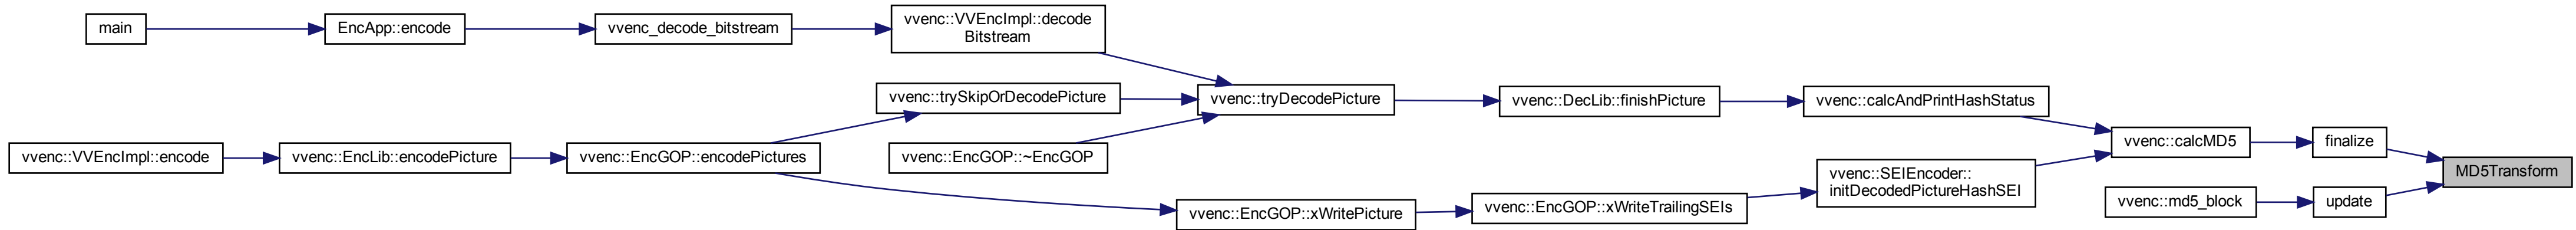 main
EncApp::encode
vvenc_decode_bitstream
vvenc::VVEncImpl::decode
Bitstream
vvenc::trySkipOrDecodePicture
vvenc::tryDecodePicture
vvenc::DecLib::finishPicture
vvenc::calcAndPrintHashStatus
vvenc::VVEncImpl::encode
vvenc::EncLib::encodePicture
vvenc::EncGOP::encodePictures
vvenc::EncGOP::~EncGOP
vvenc::calcMD5
finalize
MD5Transform
vvenc::SEIEncoder::
initDecodedPictureHashSEI
vvenc::EncGOP::xWritePicture
vvenc::EncGOP::xWriteTrailingSEIs
vvenc::md5_block
update